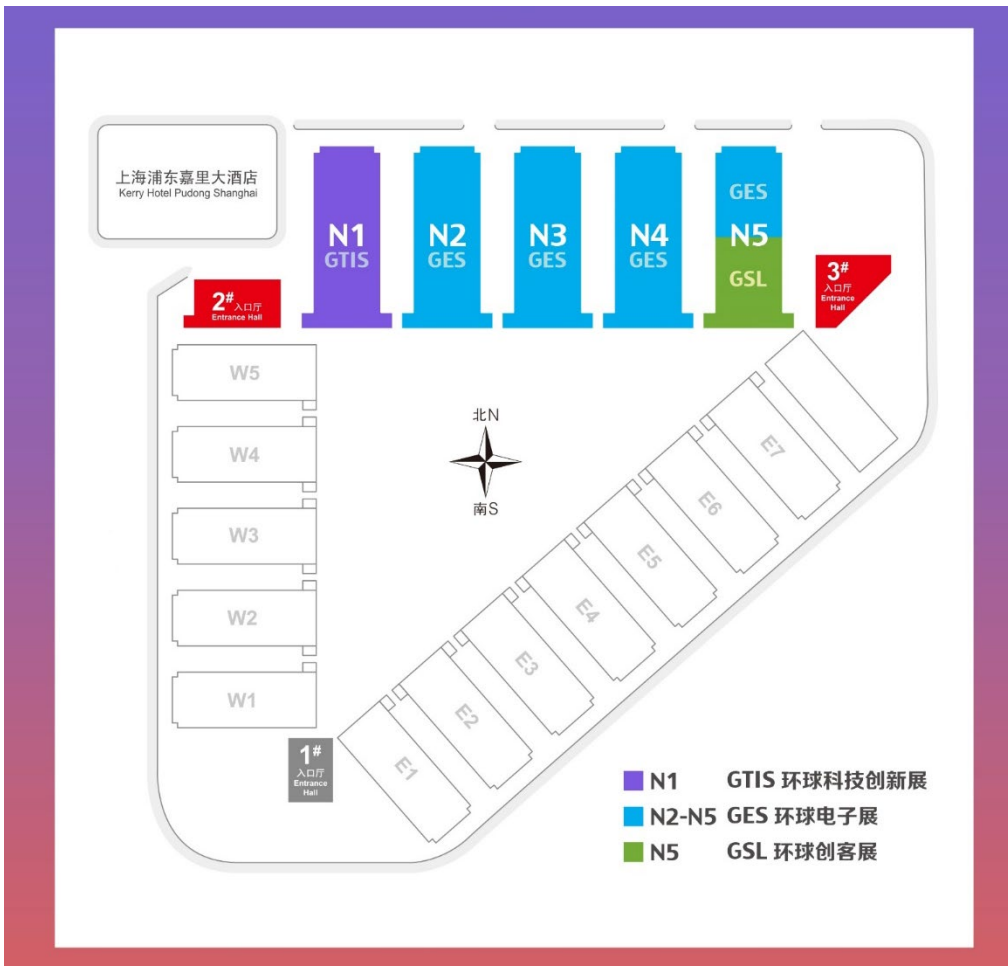 上海浦东嘉里大酒店
Kerry Hotel Pudong Shanghai
N1
GTIS
N2
GES
N3
GES
N4
GES
GES
N5
GSL
2#入口厅
Entrance Hall
3#
入口厅
Entrance
Hall
W5
W4
W3
W2
W1
北N
南S
E7
E6
E5
E4
E3
E2
E1
1#
入口厅
Entrance
Hall
N1 GTIS 环球科技创新展
N2-N5 GES 环球电子展
N5 GSL 环球创客展